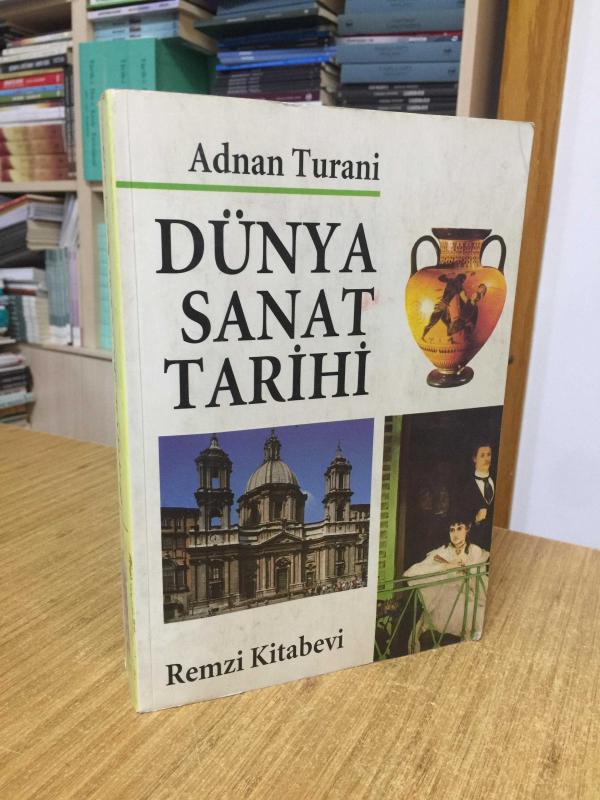 Adnan Turani
DÜNYA
SANAT
TARİHİ
Remzi Kitabevi